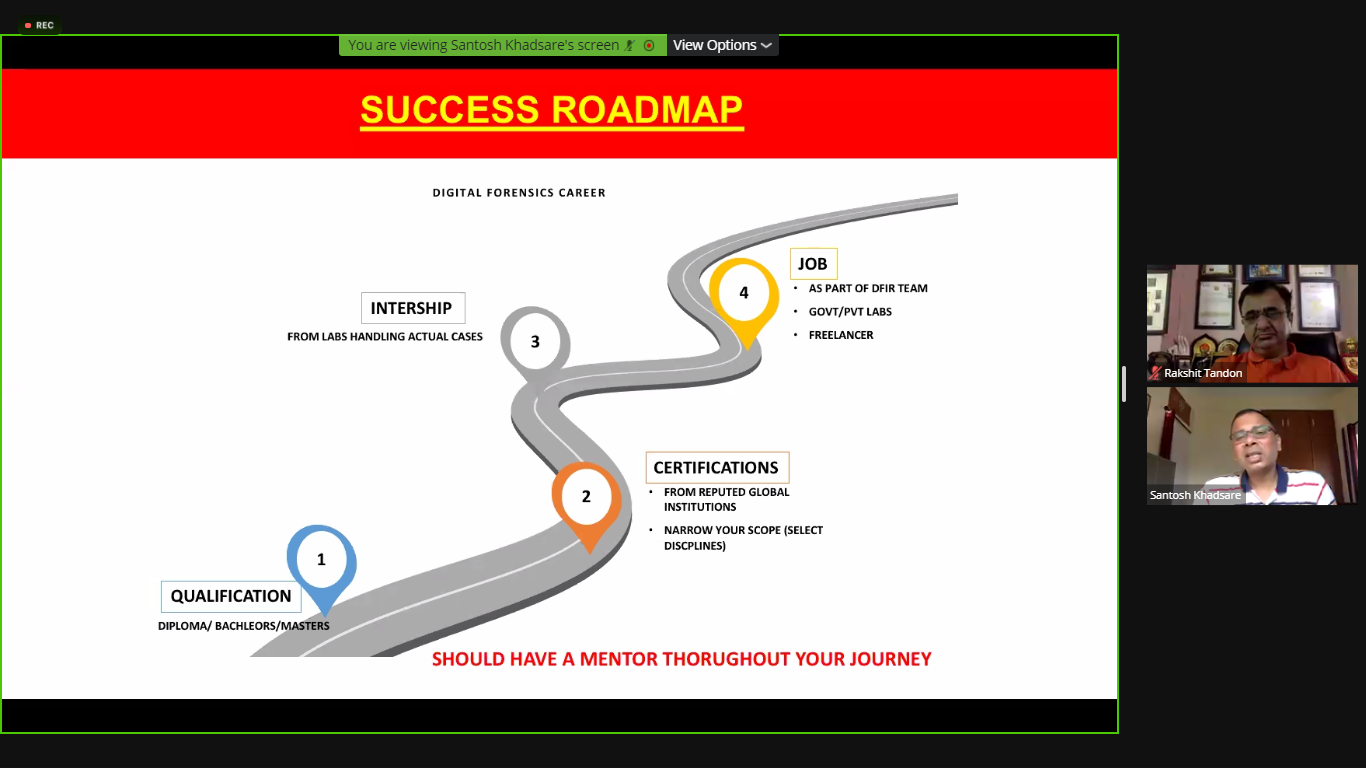 REC
You are viewing Santosh Khadsare's screen
View Options
SUCCESS ROADMAP
DIGITAL FORENSICS CAREER
4
JOB
• AS PART OF DFIR TEAM
• GOVT/PVT LABS
• FREELANCER
INTERSHIP
FROM LABS HANDLING ACTUAL CASES
3
2
CERTIFICATIONS
• FROM REPUTED GLOBAL
INSTITUTIONS
• NARROW YOUR SCOPE (SELECT
DISCPLINES)
1
QUALIFICATION
DIPLOMA/ BACHLEORS/MASTERS
SHOULD HAVE A MENTOR THORUGHOUT YOUR JOURNEY
Rakshit Tandon
Santosh Khadsare